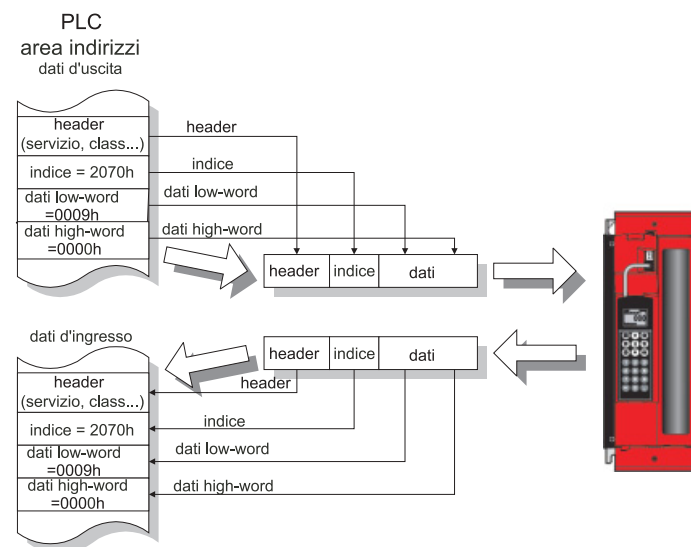 PLC
area indirizzi
dati d'uscita
header
(servizio, class...)
indice = 2070h
dati low-word
=0009h
dati high-word
=0000h
header
indice
dati low-word
dati high-word
header indice dati
dati d'ingresso
header
(servizio, class...)
indice = 2070h
dati low-word
=0009h
dati high-word
=0000h
header indice dati
header
indice
dati low-word
dati high-word